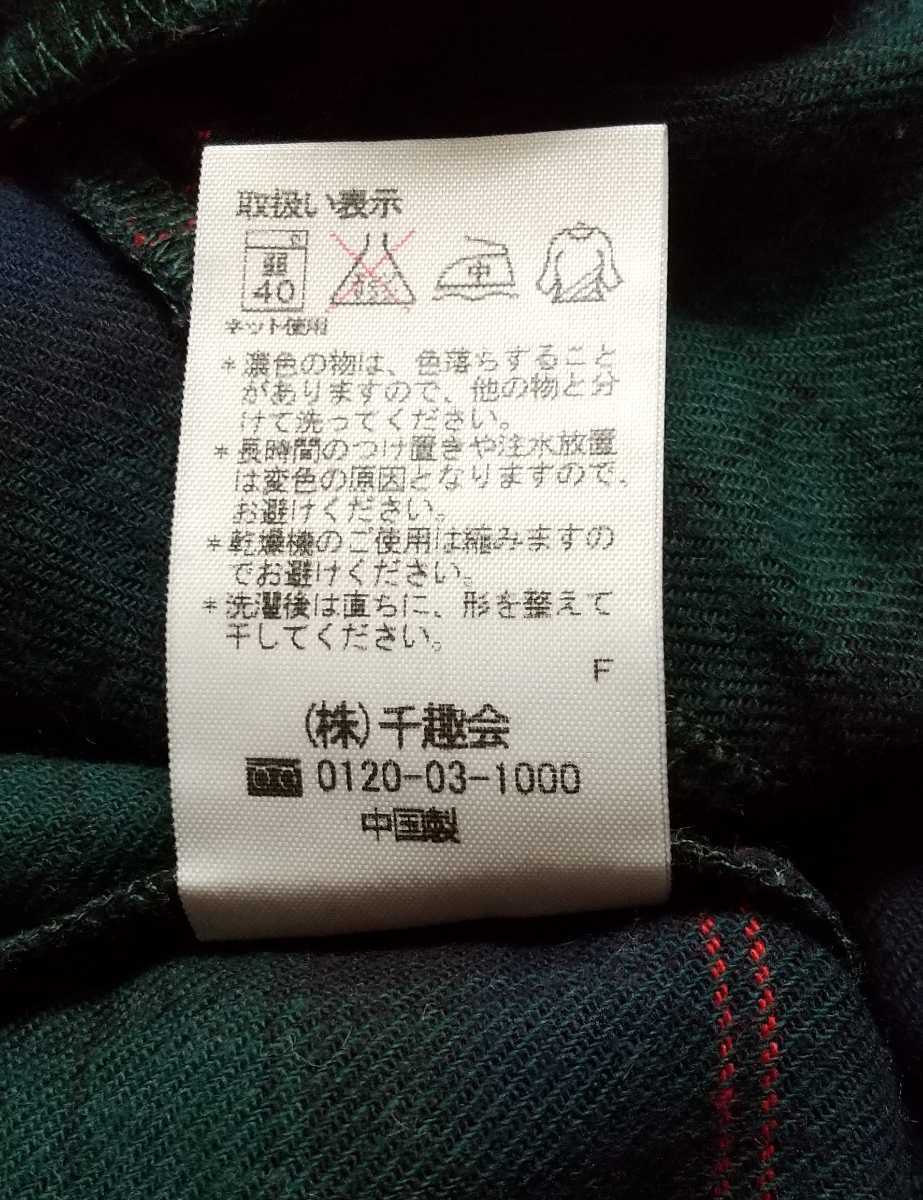 取扱い表示
弱
40
エンソ
サラシ
中
ネット使用
*濃色の物は、色落ちすること
がありますので、他の物と分
けて洗ってください。
*長時間のつけ置きや注水放置
は変色の原因となりますので、
お避けください。
*乾燥機のご使用は縮みますの
でお避けください。
*洗濯後は直ちに、形を整えて
干してください。
F
(株)千趣会
0120-03-1000
中国製